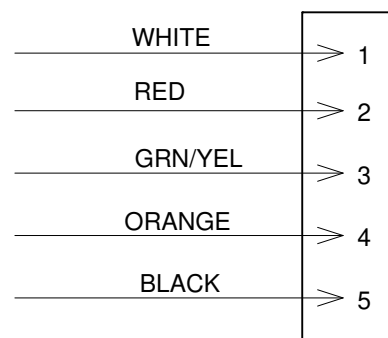 WHITE 1
RED 2
GRN/YEL 3
ORANGE 4
BLACK 5